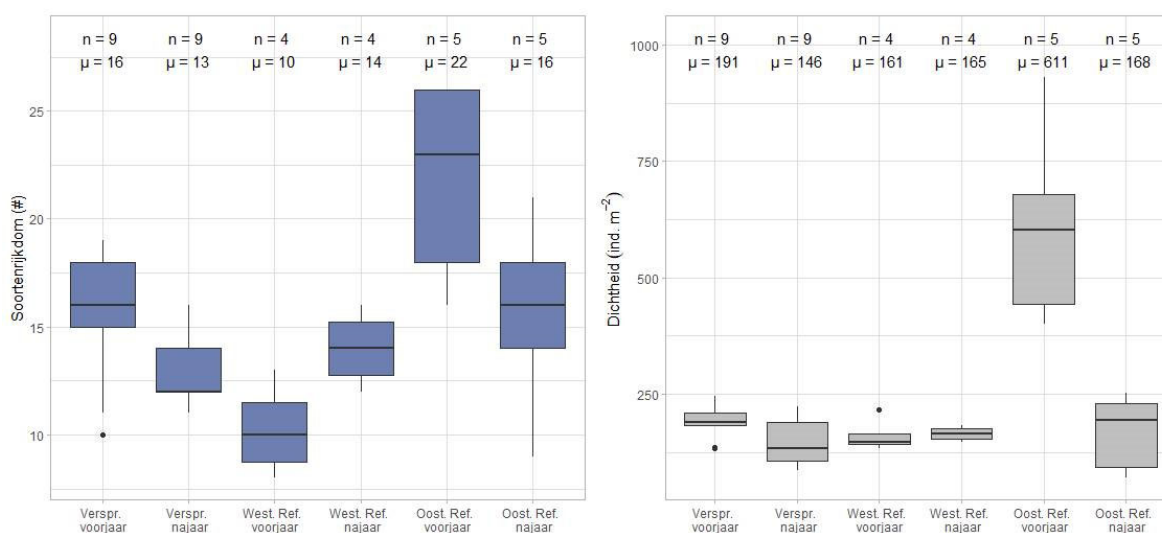 n = 9 n = 9 n = 4 n = 4 n = 5 n = 5
μ = 16 μ = 13 μ = 10 μ = 14 μ = 22 μ = 16
25
20
15
10
Soortenrijkdom (#)
Verspr. Verspr. West. Ref. West. Ref. Oost. Ref. Oost. Ref.
voorjaar najaar voorjaar najaar voorjaar najaar
n = 9 n = 9 n = 4 n = 4 n = 5 n = 5
μ = 191 μ = 146 μ = 161 μ = 165 μ = 611 μ = 168
1000
750
500
250
Dichtheid (ind. m⁻²)
Verspr. Verspr. West. Ref. West. Ref. Oost. Ref. Oost. Ref.
voorjaar najaar voorjaar najaar voorjaar najaar